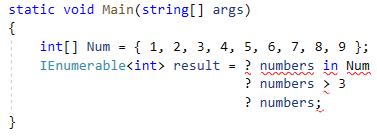 static void Main(string[] args)
{
int[] Num = { 1, 2, 3, 4, 5, 6, 7, 8, 9 };
IEnumerable<int> result = ? numbers in Num
? numbers > 3
? numbers;
}